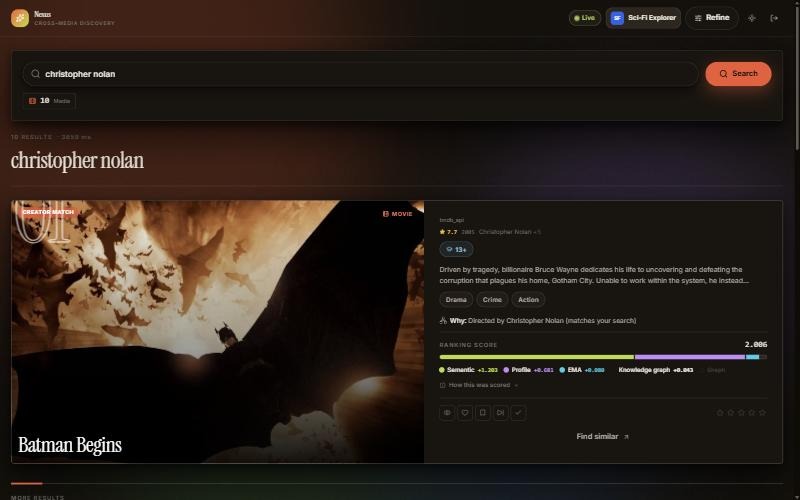 Nexus
CROSS-MEDIA DISCOVERY
Live
SF Sci-Fi Explorer
Refine
christopher nolan
Search
10 Media
10 RESULTS · 3650 ms
christopher nolan
01
CREATOR MATCH
MOVIE
Batman Begins
tmdb_api
7.7 2005 Christopher Nolan +5
13+
Driven by tragedy, billionaire Bruce Wayne dedicates his life to uncovering and defeating the
corruption that plagues his home, Gotham City. Unable to work within the system, he instead...
Drama Crime Action
Why: Directed by Christopher Nolan (matches your search)
RANKING SCORE 2.006
Semantic +1.203 Profile +0.681 EMA +0.080 Knowledge graph +0.043 Graph
How this was scored
Find similar
MORE RESULTS